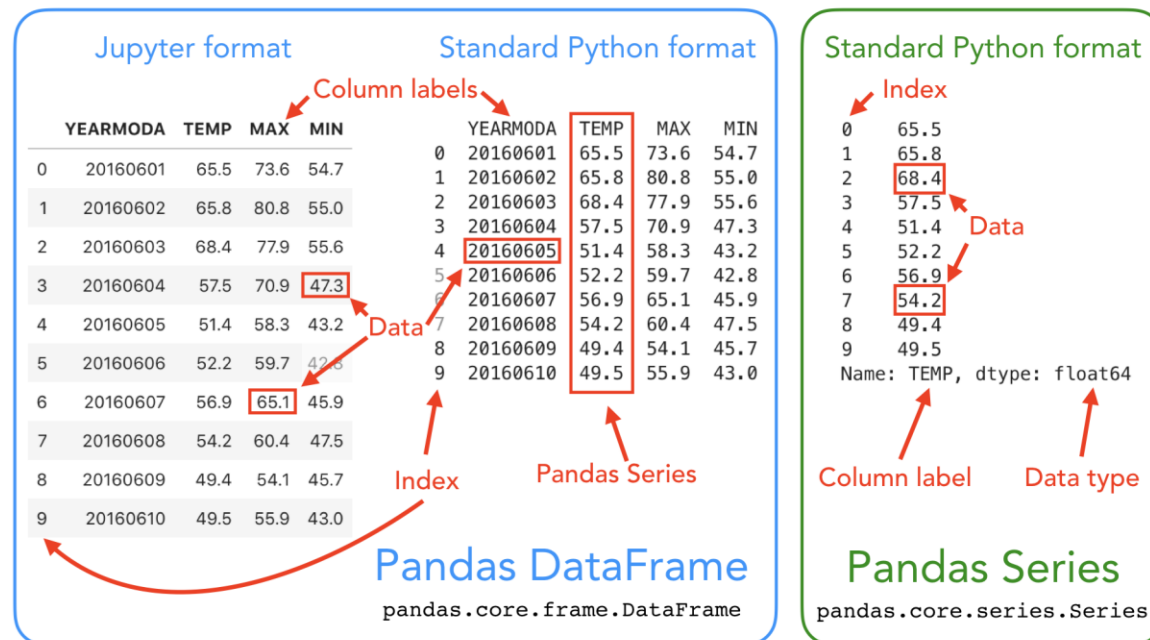 Jupyter format
Column labels
YEARMODA TEMP MAX MIN
0 20160601 65.5 73.6 54.7
1 20160602 65.8 80.8 55.0
2 20160603 68.4 77.9 55.6
3 20160604 57.5 70.9 47.3
4 20160605 51.4 58.3 43.2
5 20160606 52.2 59.7 42.8
6 20160607 56.9 65.1 45.9
7 20160608 54.2 60.4 47.5
8 20160609 49.4 54.1 45.7
9 20160610 49.5 55.9 43.0
Data
Index
Standard Python format
YEARMODA TEMP MAX MIN
0 20160601 65.5 73.6 54.7
1 20160602 65.8 80.8 55.0
2 20160603 68.4 77.9 55.6
3 20160604 57.5 70.9 47.3
4 20160605 51.4 58.3 43.2
5 20160606 52.2 59.7 42.8
6 20160607 56.9 65.1 45.9
7 20160608 54.2 60.4 47.5
8 20160609 49.4 54.1 45.7
9 20160610 49.5 55.9 43.0
Pandas Series
Pandas DataFrame
pandas.core.frame.DataFrame
Standard Python format
Index
0 65.5
1 65.8
2 68.4
3 57.5
4 51.4
5 52.2
6 56.9
7 54.2
8 49.4
9 49.5
Name: TEMP, dtype: float64
Data
Column label
Data type
Pandas Series
pandas.core.series.Series